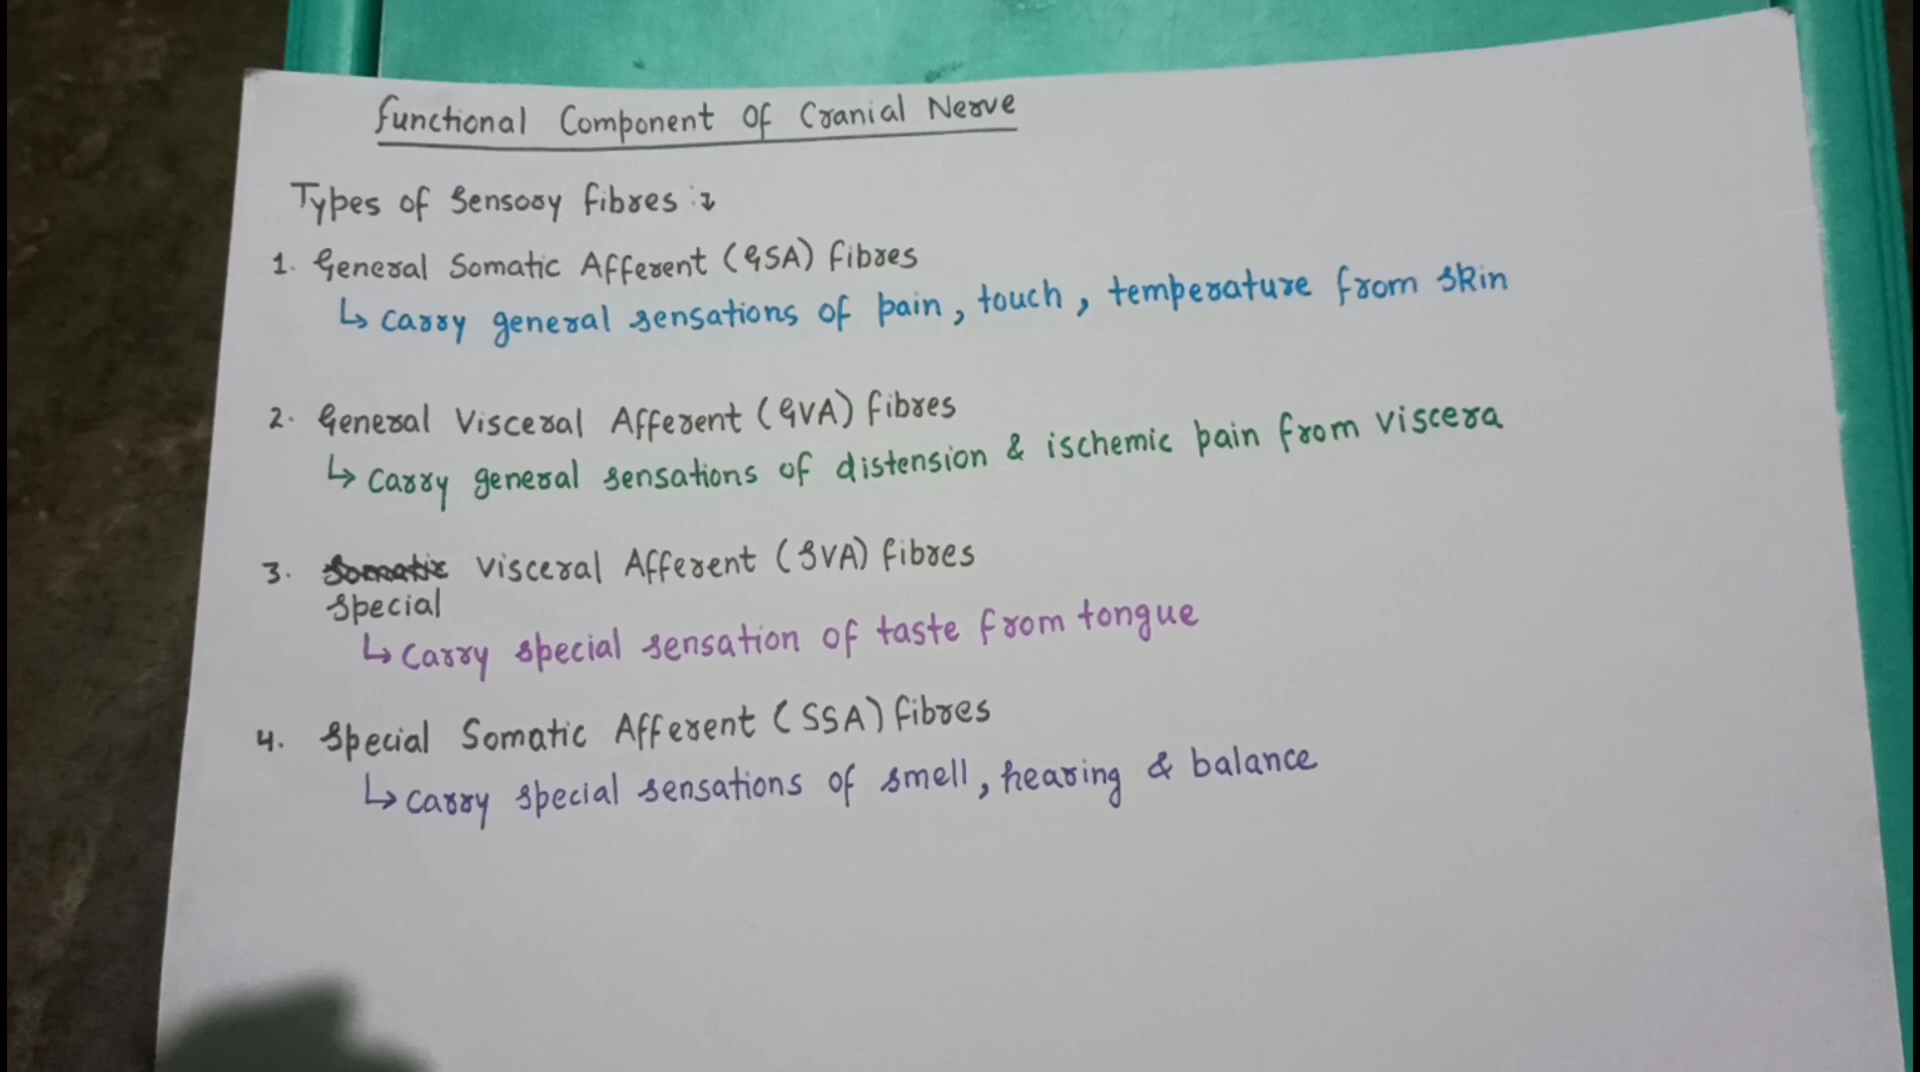 Functional Component Of Cranial Nerve
Types of Sensory fibres :↴
1. General Somatic Afferent (GSA) fibres
↳ carry general sensations of pain, touch, temperature from skin
2. General Visceral Afferent (GVA) fibres
↳ carry general sensations of distension & ischemic pain from viscera
3. Somatic Visceral Afferent (SVA) fibres
Special
↳ carry special sensation of taste from tongue
4. Special Somatic Afferent (SSA) fibres
↳ carry special sensations of smell, hearing & balance